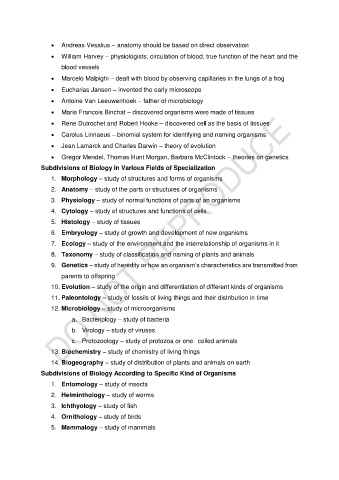 • Andreas Vesalius – anatomy should be based on direct observation
• William Harvey – physiologists; circulation of blood; true function of the heart and the
blood vessels
• Marcelo Malpighi – dealt with blood by observing capillaries in the lungs of a frog
• Eucharias Jansen – invented the early microscope
• Antoine Van Leeuwenhoek – father of microbiology
• Marie Francois Binchat – discovered organisms were made of tissues
• Rene Dutrochet and Robert Hooke – discovered cell as the basis of tissues
• Carolus Linnaeus – binomial system for identifying and naming organisms
• Jean Lamarck and Charles Darwin – theory of evolution
• Gregor Mendel, Thomas Hunt Morgan, Barbara McClintock – theories on genetics
Subdivisions of Biology in Various Fields of Specialization
1. Morphology – study of structures and forms of organisms
2. Anatomy – study of the parts or structures of organisms
3. Physiology – study of normal functions of parts of an organisms
4. Cytology – study of structures and functions of cells
5. Histology – study of tissues
6. Embryology – study of growth and development of new organisms
7. Ecology – study of the environment and the interrelationship of organisms in it
8. Taxonomy – study of classification and naming of plants and animals
9. Genetics – study of heredity or how an organism's characteristics are transmitted from
parents to offspring
10. Evolution – study of the origin and differentiation of different kinds of organisms
11. Paleontology – study of fossils of living things and their distribution in time
12. Microbiology – study of microorganisms
a. Bacteriology – study of bacteria
b. Virology – study of viruses
c. Protozoology – study of protozoa or one celled animals
13. Biochemistry – study of chemistry of living things
14. Biogeography – study of distribution of plants and animals on earth
Subdivisions of Biology According to Specific Kind of Organisms
1. Entomology – study of insects
2. Helminthology – study of worms
3. Ichthyology – study of fish
4. Ornithology – study of birds
5. Mammalogy – study of mammals
DO NOT REPRODUCE